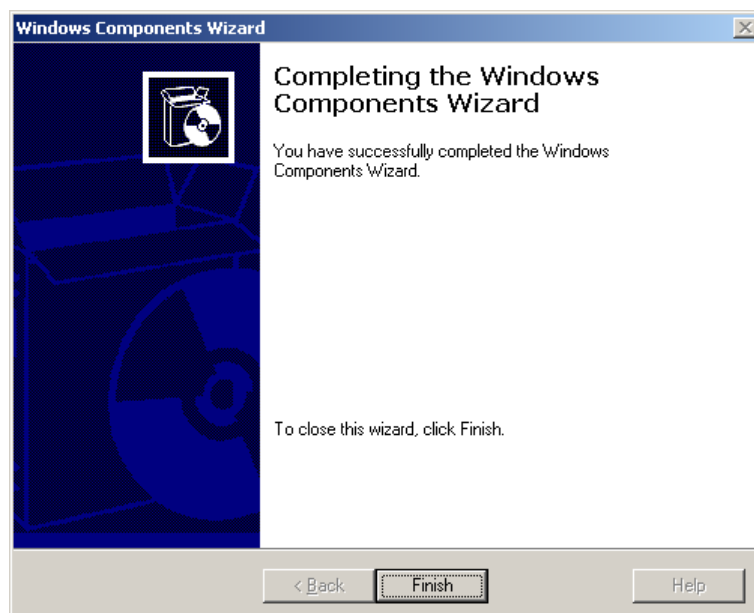 Windows Components Wizard
Completing the Windows
Components Wizard
You have successfully completed the Windows
Components Wizard.
To close this wizard, click Finish.
< Back
Finish
Help